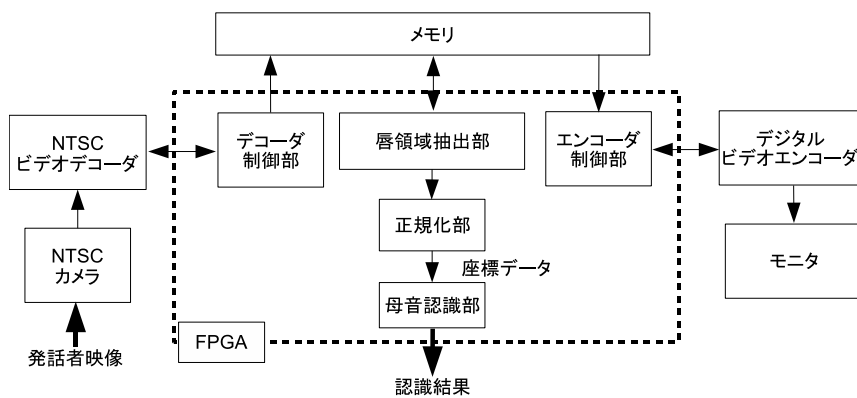 メモリ
NTSC
ビデオデコーダ
デコーダ
制御部
唇領域抽出部
エンコーダ
制御部
デジタル
ビデオエンコーダ
NTSC
カメラ
正規化部
モニタ
座標データ
母音認識部
FPGA
発話者映像
認識結果